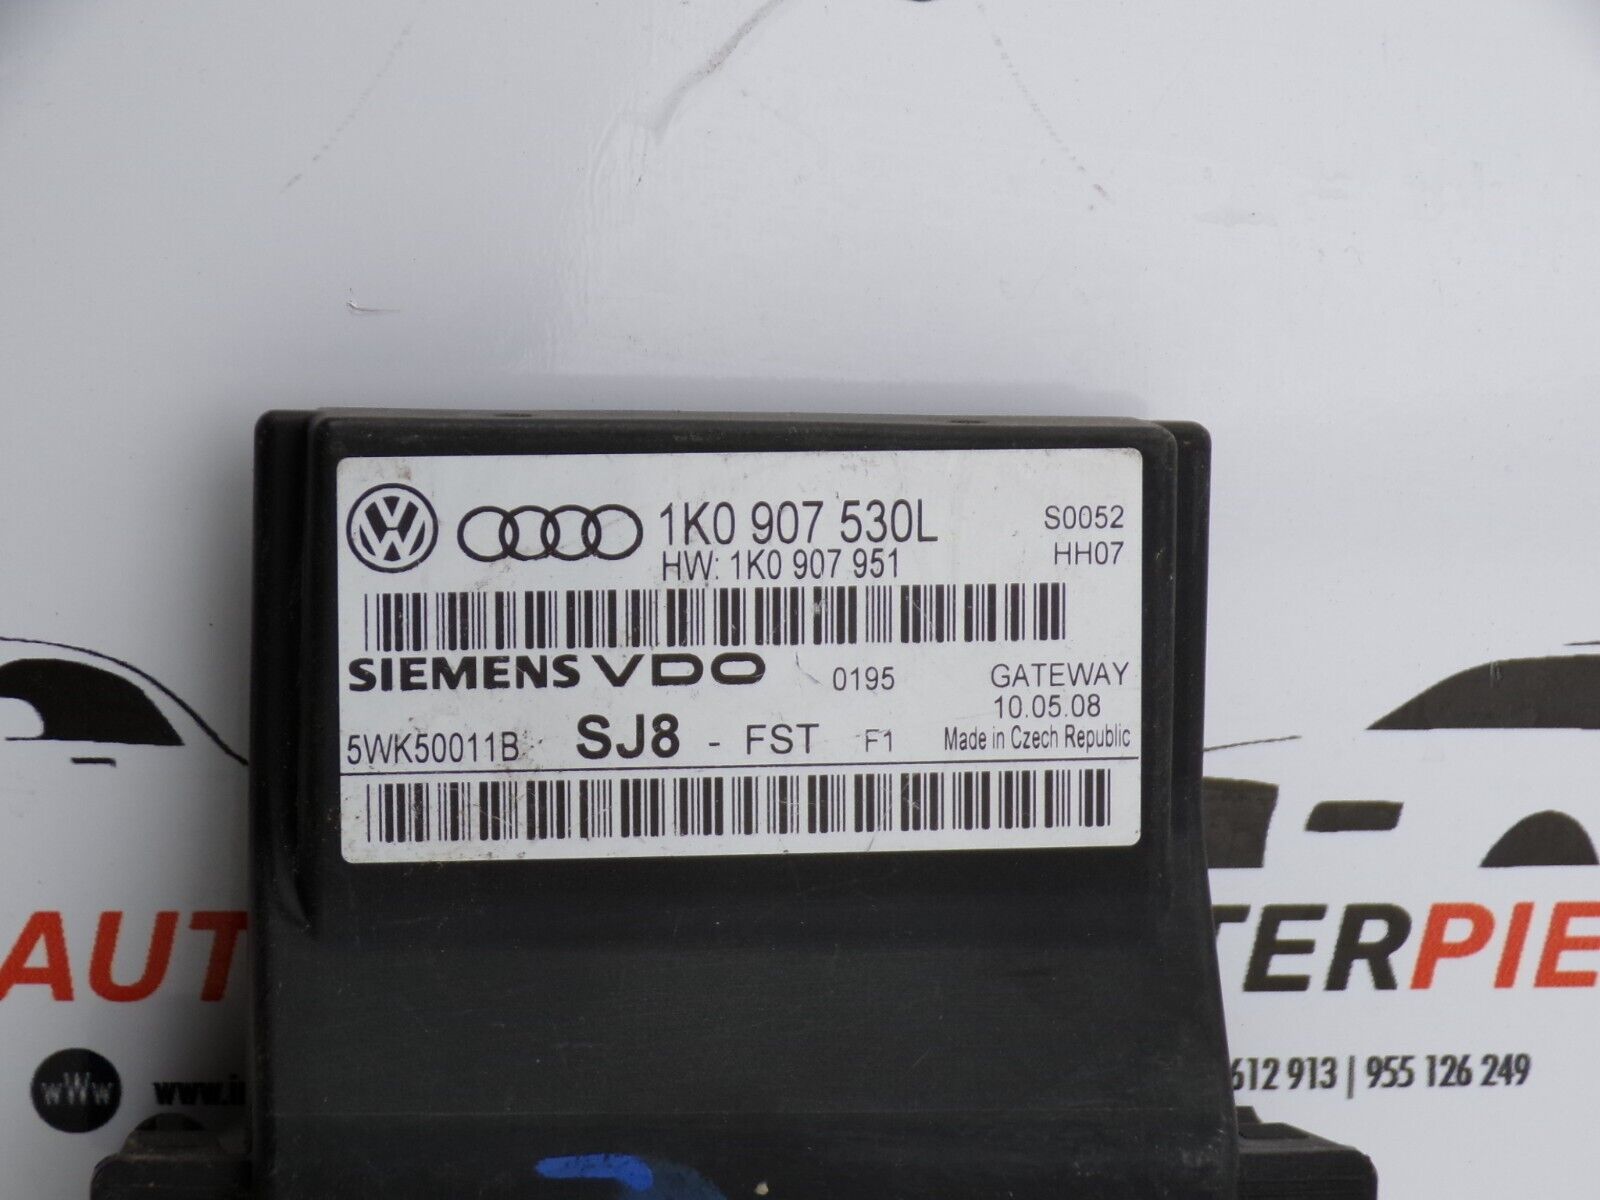 1K0 907 530L
S0052
HW: 1K0 907 951
HH07
SIEMENS VDO 0195 GATEWAY
10.05.08
5WK50011B SJ8 - FST F1 Made in Czech Republic
AUT TERPIE
wWw www.i 612 913 | 955 126 249